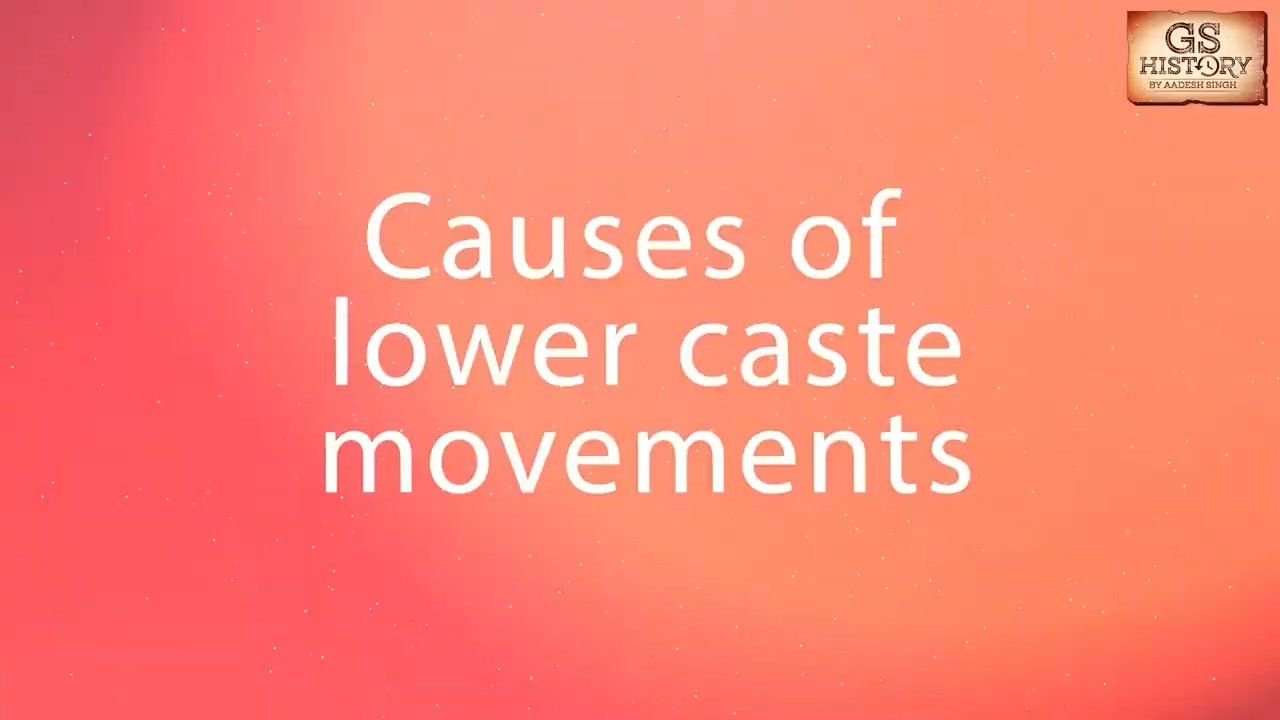 GS
HISTORY
BY AADESH SINGH
Causes of
lower caste
movements